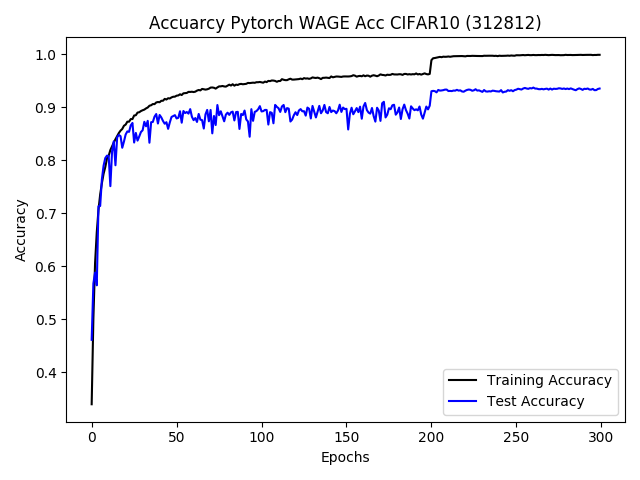 Accuarcy Pytorch WAGE Acc CIFAR10 (312812)
1.0
0.9
0.8
0.7
0.6
0.5
0.4
Accuracy
0 50 100 150 200 250 300
Epochs
Training Accuracy
Test Accuracy